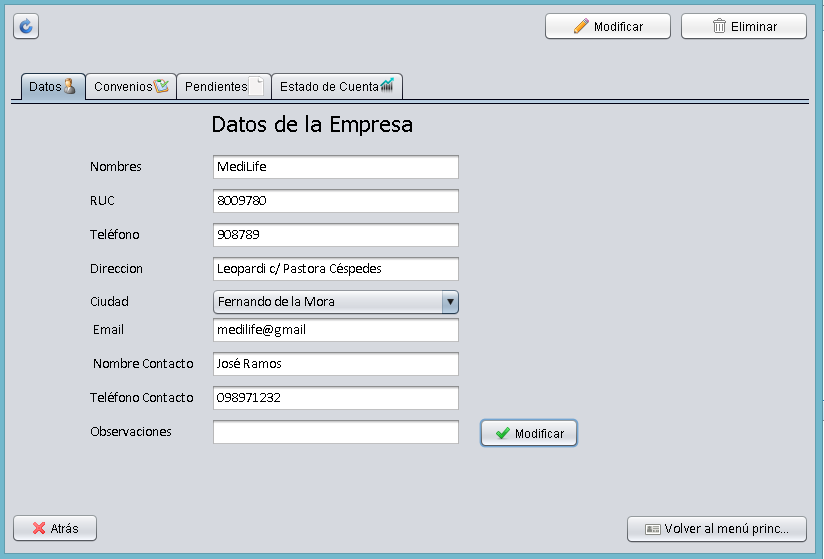 Modificar
Eliminar
Datos
Convenios
Pendientes
Estado de Cuenta
Datos de la Empresa
Nombres MediLife
RUC 8009780
Teléfono 908789
Direccion Leopardi c/ Pastora Céspedes
Ciudad Fernando de la Mora
Email medilife@gmail
Nombre Contacto José Ramos
Teléfono Contacto 098971232
Observaciones Modificar
Atrás
Volver al menú princ...